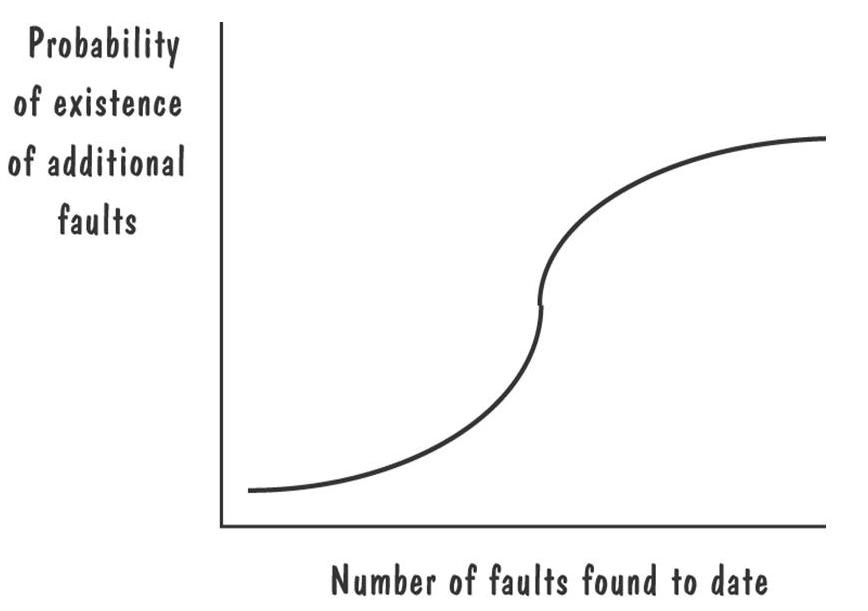 Probability
of existence
of additional
faults
Number of faults found to date